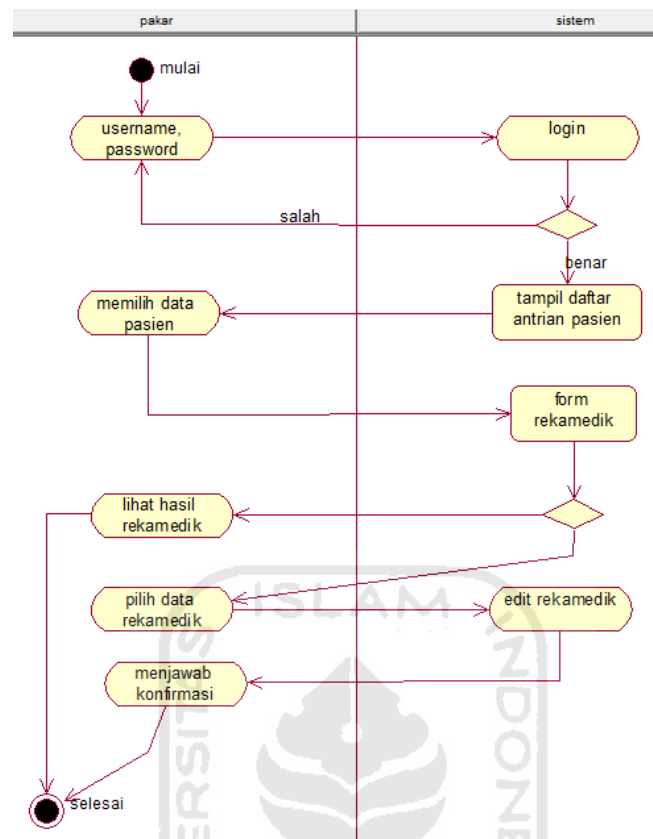 pakar
sistem
mulai
username,
password
login
salah
benar
memilih data
pasien
tampil daftar
antrian pasien
form
rekamedik
lihat hasil
rekamedik
pilih data
rekamedik
edit rekamedik
menjawab
konfirmasi
selesai
ISLAM